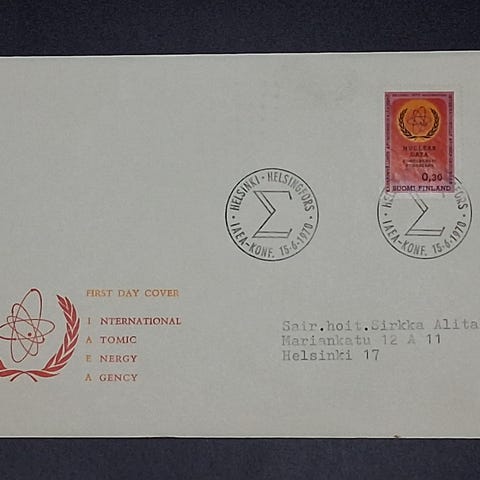 NUCLEAR
DATA
0,30
SUOMI FINLAND
HELSINKI · HELSINGFORS
IAEA-KONF. 15.6.1970
HELSINGFORS
IAEA-KONF. 15.6.1970
FIRST DAY COVER
I NTERNATIONAL
A TOMIC
E NERGY
A GENCY
Sair.hoit.Sirkka Alita
Mariankatu 12 A 11
Helsinki 17